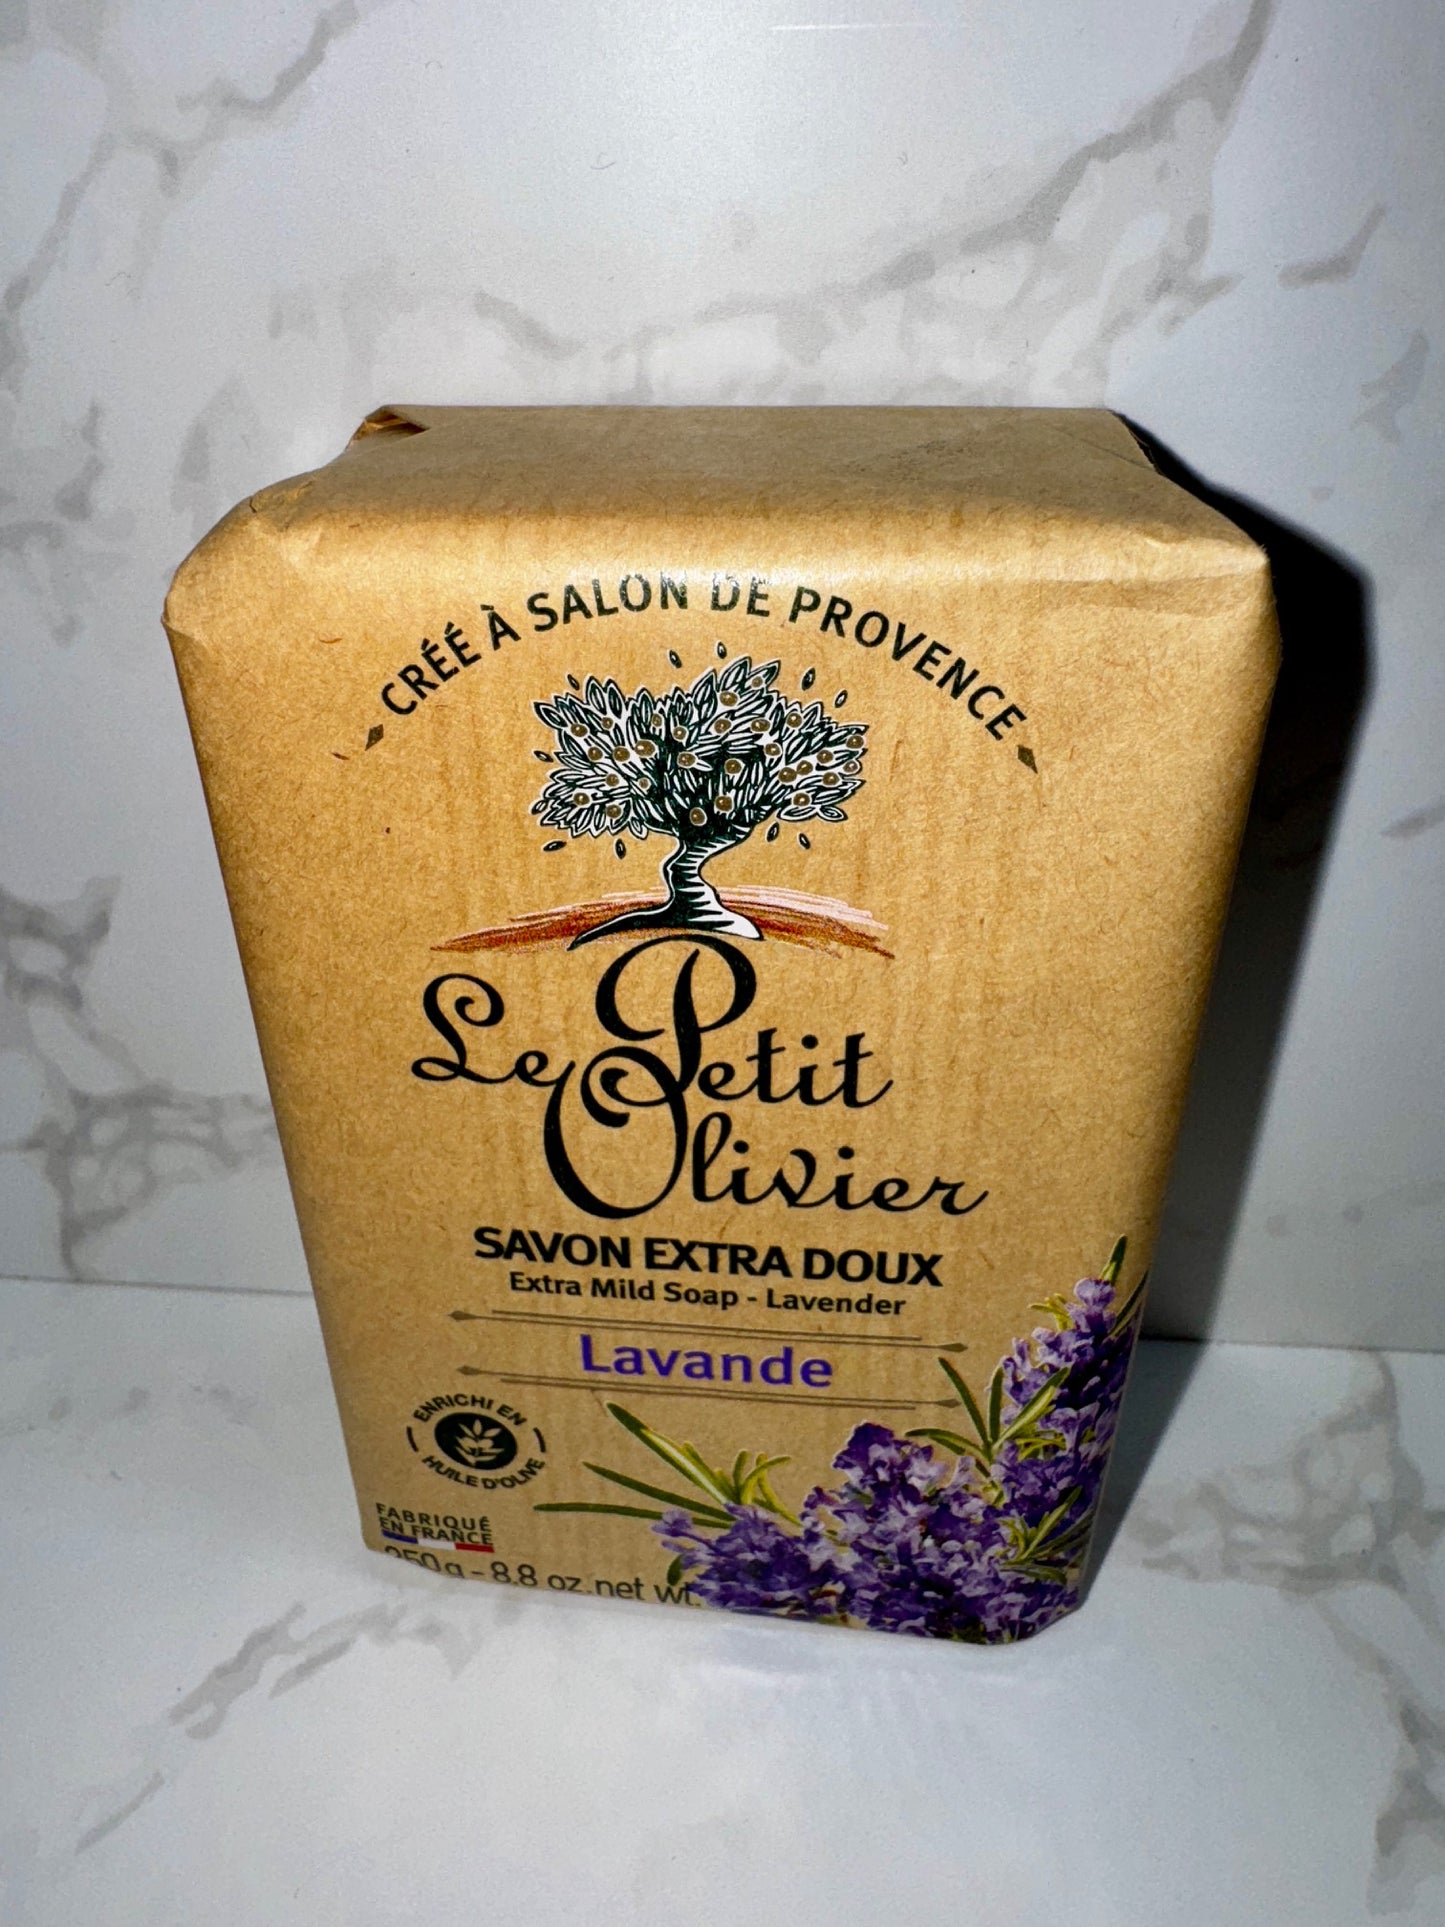 CRÉÉ À SALON DE PROVENCE
Le Petit
Olivier
SAVON EXTRA DOUX
Extra Mild Soap - Lavender
Lavande
ENRICHI EN
HUILE D'OLIVE
FABRIQUÉ
EN FRANCE
250g - 8.8 oz. net wt.